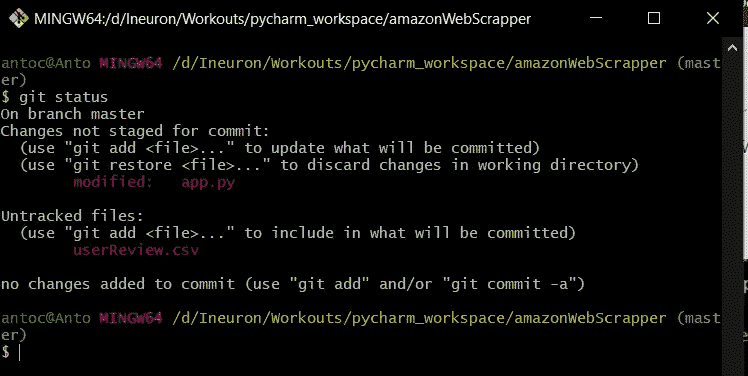 MINGW64:/d/Ineuron/Workouts/pycharm_workspace/amazonWebScrapper
antoc@Anto MINGW64 /d/Ineuron/Workouts/pycharm_workspace/amazonWebScrapper (mast
er)
$ git status
On branch master
Changes not staged for commit:
(use "git add <file>..." to update what will be committed)
(use "git restore <file>..." to discard changes in working directory)
modified: app.py
Untracked files:
(use "git add <file>..." to include in what will be committed)
userReview.csv
no changes added to commit (use "git add" and/or "git commit -a")
antoc@Anto MINGW64 /d/Ineuron/Workouts/pycharm_workspace/amazonWebScrapper (mast
er)
$